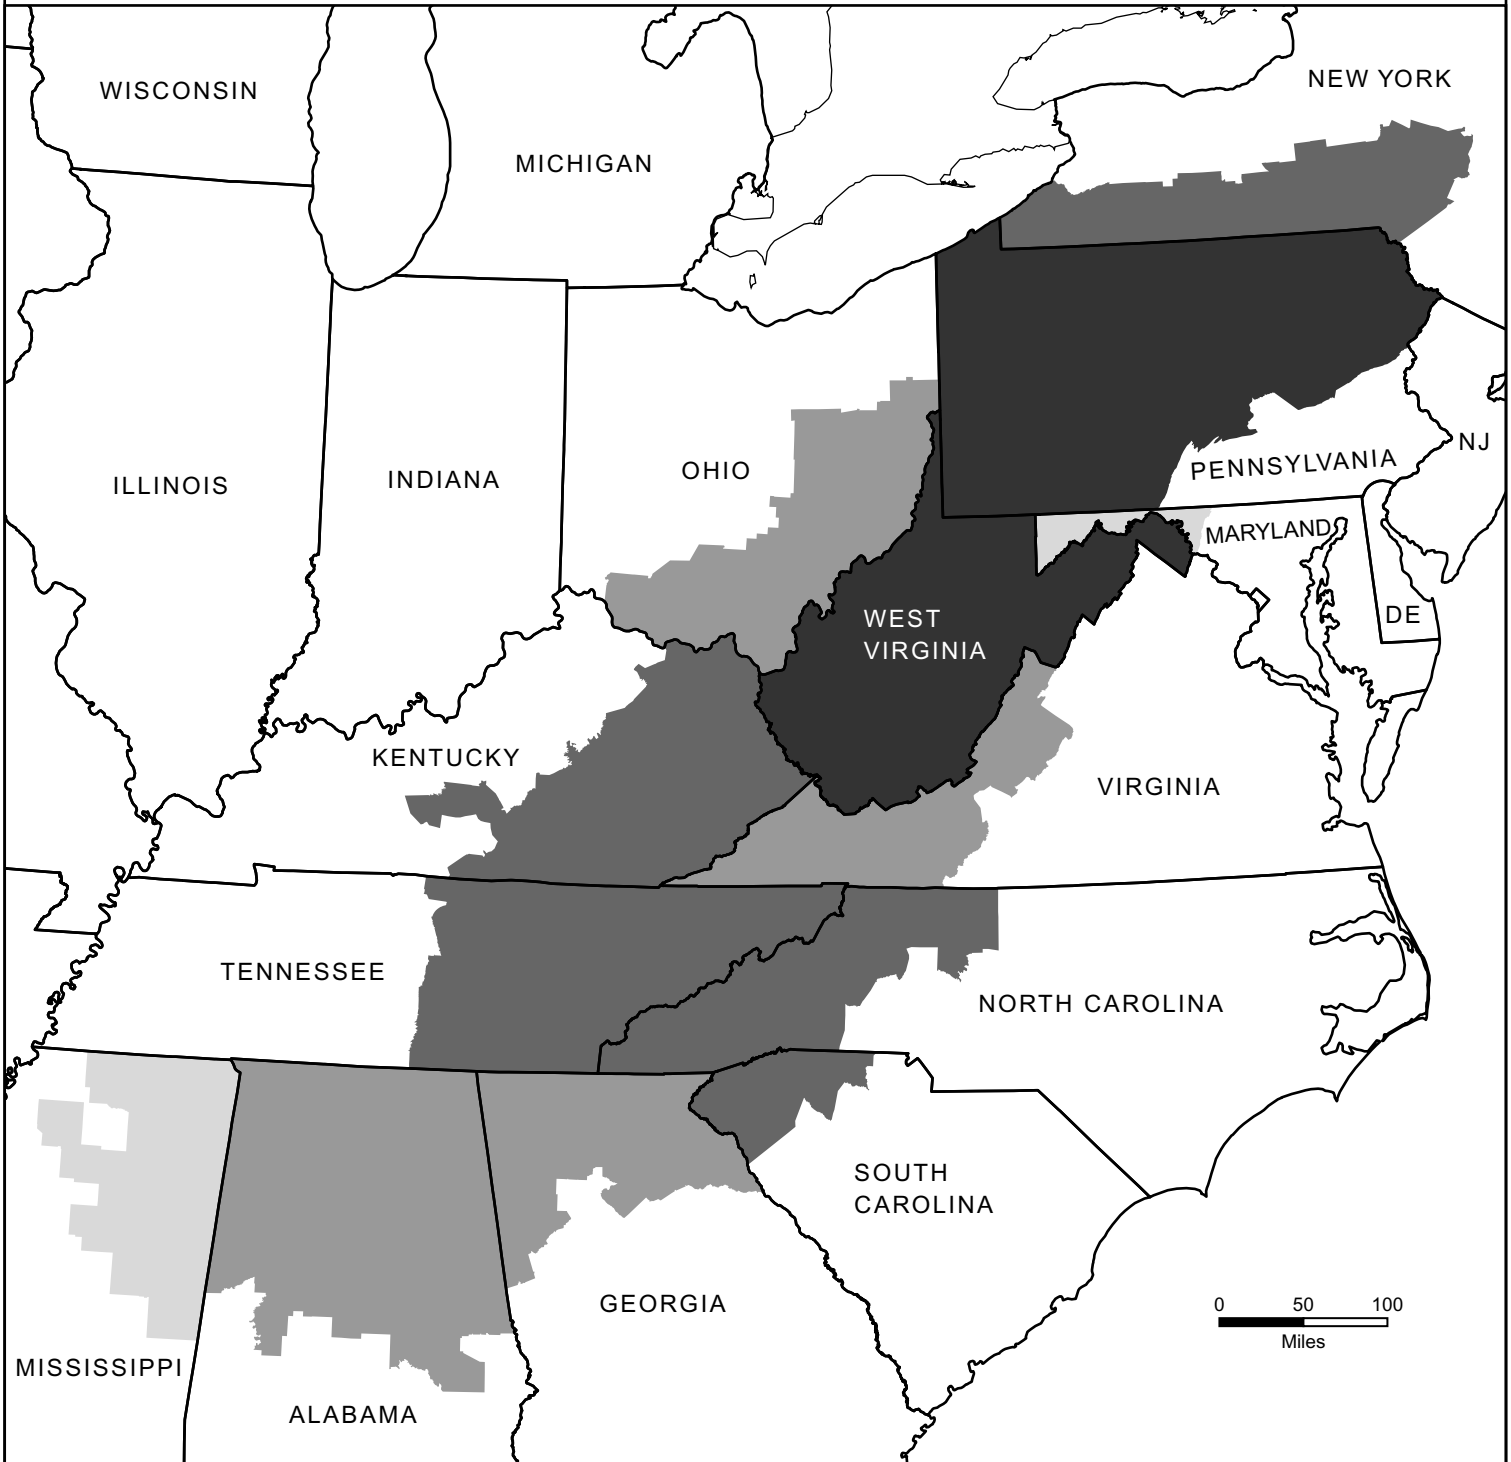 WISCONSIN
NEW YORK
MICHIGAN
ILLINOIS
INDIANA
OHIO
PENNSYLVANIA
NJ
MARYLAND
DE
WEST
VIRGINIA
KENTUCKY
VIRGINIA
TENNESSEE
NORTH CAROLINA
SOUTH
CAROLINA
GEORGIA
0 50 100
Miles
MISSISSIPPI
ALABAMA